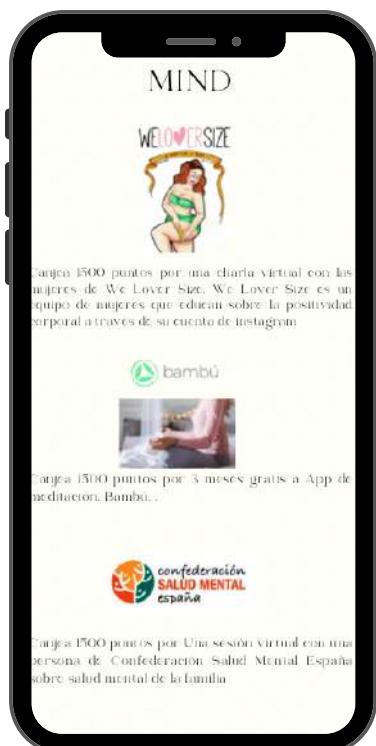 MIND
WELOVERSIZE
Canjea 1500 puntos por una charla virtual con las
mujeres de We Lover Size. We Lover Size es un
equipo de mujeres que educan sobre la positividad
corporal a traves de su cuenta de instagram
bambú
Canjea 1500 puntos por 3 meses gratis a App de
meditación, Bambú. .
confederación
SALUD MENTAL
españa
Canjea 1500 puntos por Una sesión virtual con una
persona de Confederación Salud Mental España
sobre salud mental de la familia